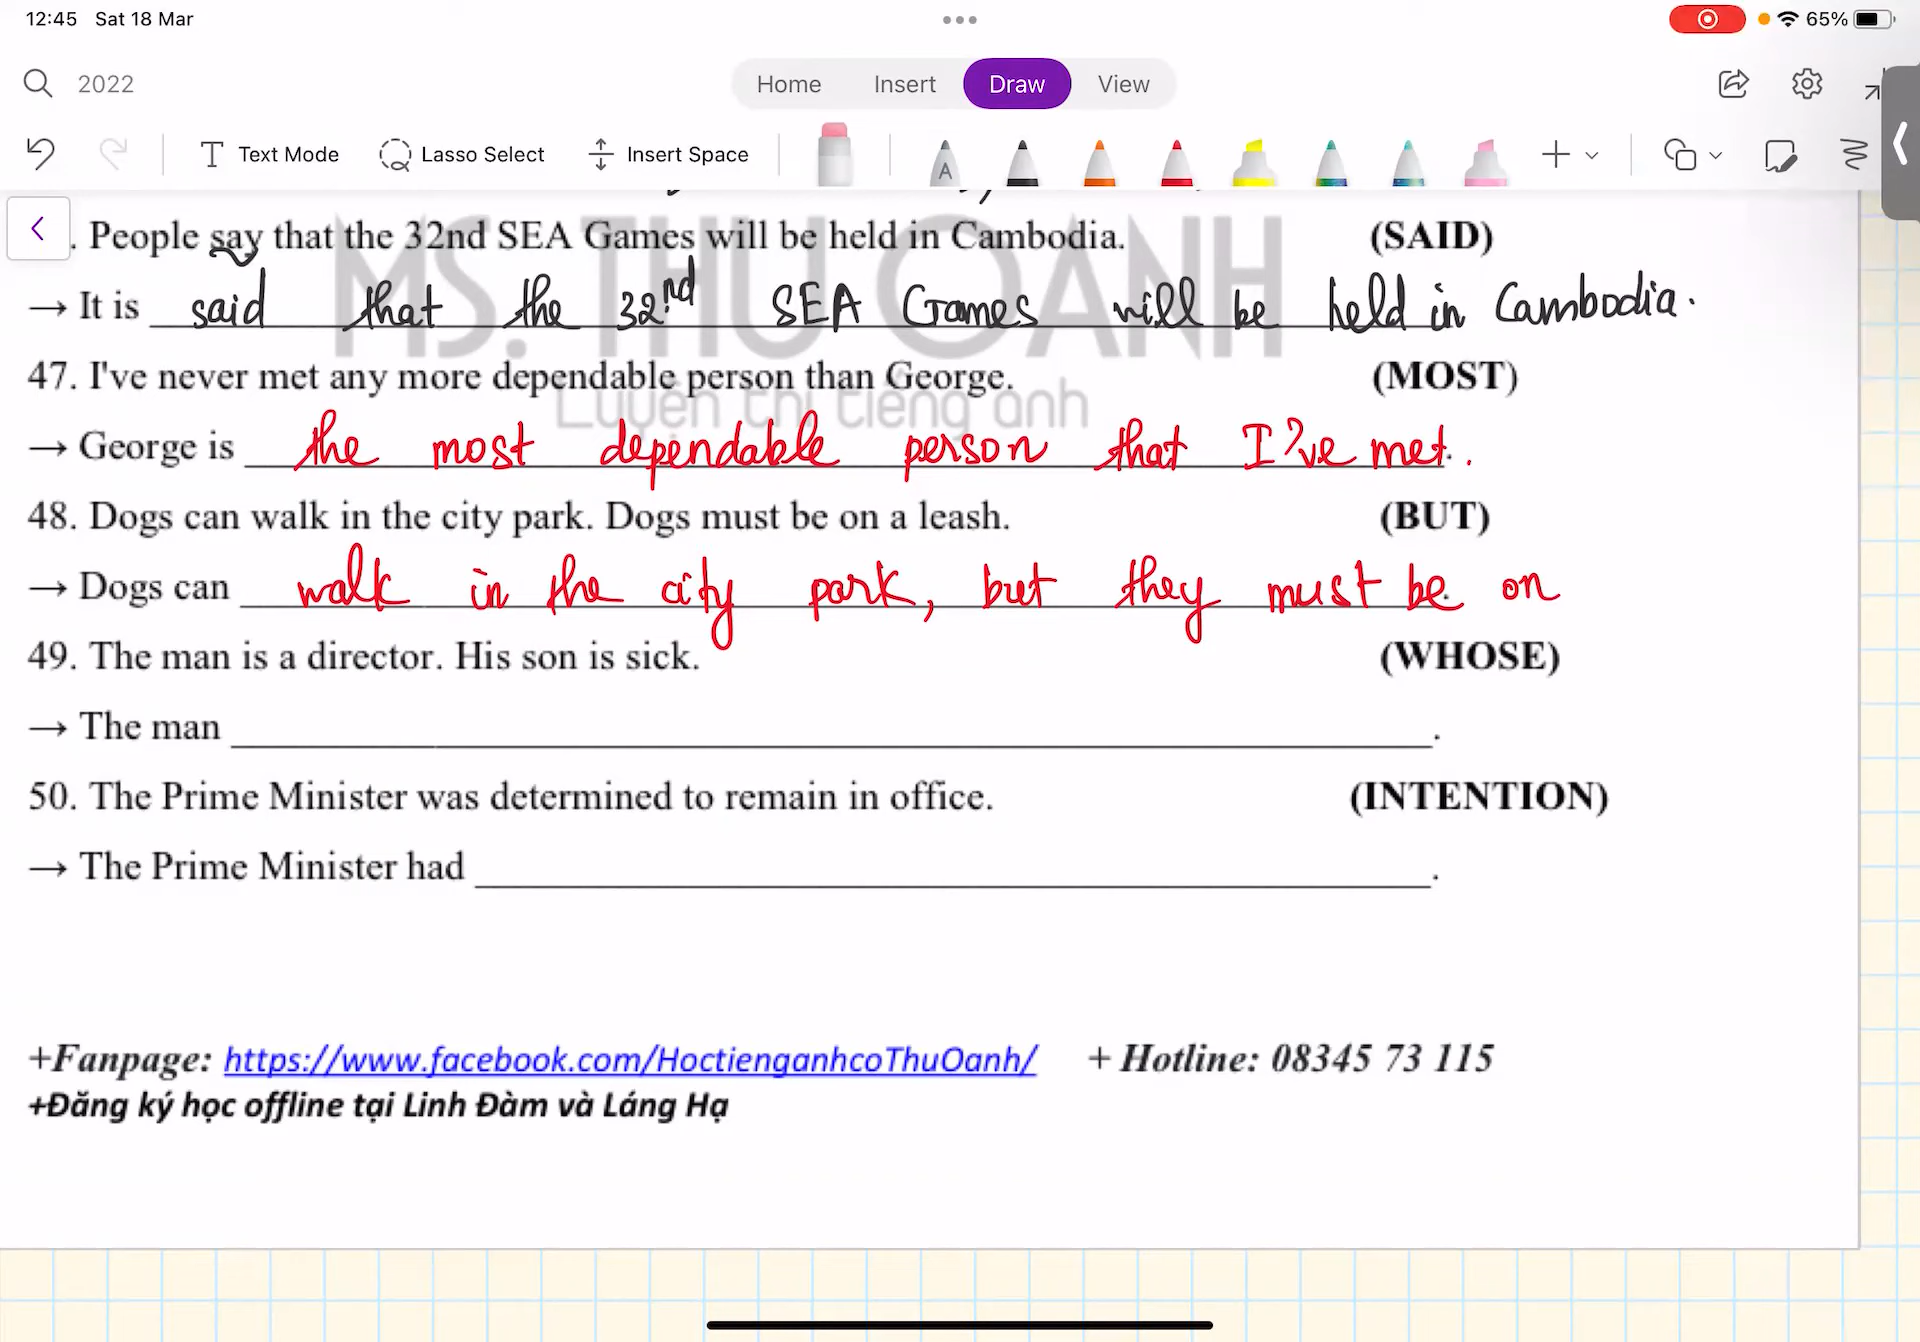 12:45 Sat 18 Mar
65%
2022
Home Insert Draw View
Text Mode Lasso Select Insert Space
A
MS. THU OANH
Luyện thi tiếng anh
. People say that the 32nd SEA Games will be held in Cambodia. (SAID)
→ It is said that the 32nd SEA Games will be held in Cambodia.
47. I've never met any more dependable person than George. (MOST)
→ George is the most dependable person that I've met.
48. Dogs can walk in the city park. Dogs must be on a leash. (BUT)
→ Dogs can walk in the city park, but they must be on
49. The man is a director. His son is sick. (WHOSE)
→ The man ____.
50. The Prime Minister was determined to remain in office. (INTENTION)
→ The Prime Minister had ____.
+Fanpage: https://www.facebook.com/HoctienganhcoThuOanh/ + Hotline: 08345 73 115
+Đăng ký học offline tại Linh Đàm và Láng Hạ